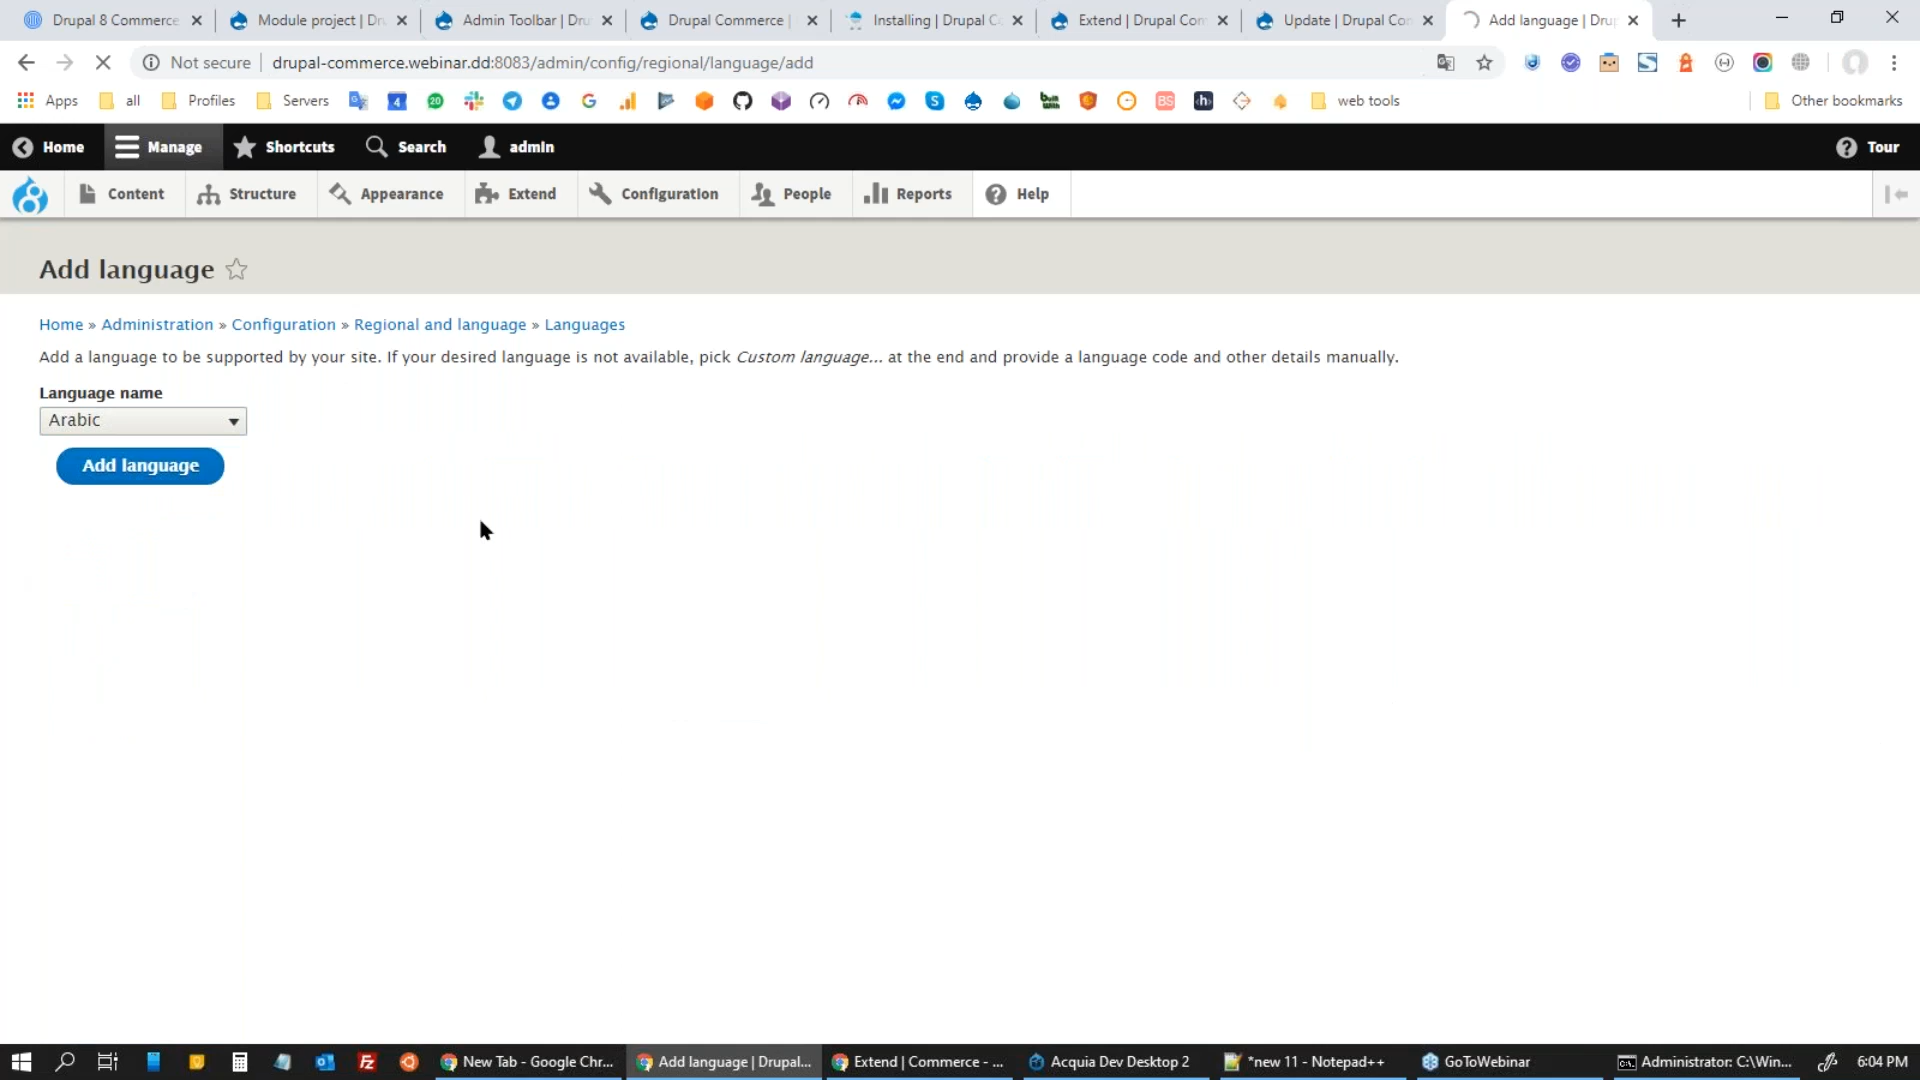 Drupal 8 Commerce
Module project | Dr
Admin Toolbar | Dru
Drupal Commerce |
Installing | Drupal C
Extend | Drupal Com
Update | Drupal Co
Add language | Dru
Not secure
drupal-commerce.webinar.dd:8083/admin/config/regional/language/add
Apps
all
Profiles
Servers
4
20
BS
web tools
Other bookmarks
Home
Manage
Shortcuts
Search
admin
Tour
Content
Structure
Appearance
Extend
Configuration
People
Reports
Help
Add language
Home » Administration » Configuration » Regional and language » Languages
Add a language to be supported by your site. If your desired language is not available, pick Custom language... at the end and provide a language code and other details manually.
Language name
Arabic
Add language
New Tab - Google Chr...
Add language | Drupal...
Extend | Commerce - ...
Acquia Dev Desktop 2
*new 11 - Notepad++
GoToWebinar
Administrator: C:\Win...
6:04 PM